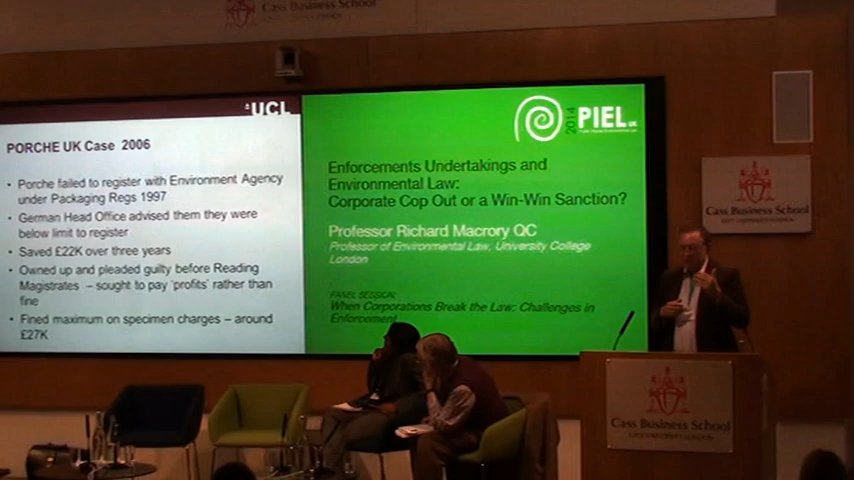 Cass Business School
UCL
PORCHE UK Case 2006
• Porche failed to register with Environment Agency
under Packaging Regs 1997
• German Head Office advised them they were
below limit to register
• Saved £22K over three years
• Owned up and pleaded guilty before Reading
Magistrates – sought to pay 'profits' rather than
fine
• Fined maximum on specimen charges – around
£27K
2014
PIEL UK
Enforcements Undertakings and
Environmental Law:
Corporate Cop Out or a Win-Win Sanction?
Professor Richard Macrory QC
Professor of Environmental Law, University College
London
PANEL SESSION:
When Corporations Break the Law: Challenges in
Enforcement
Cass Business School
Cass Business School